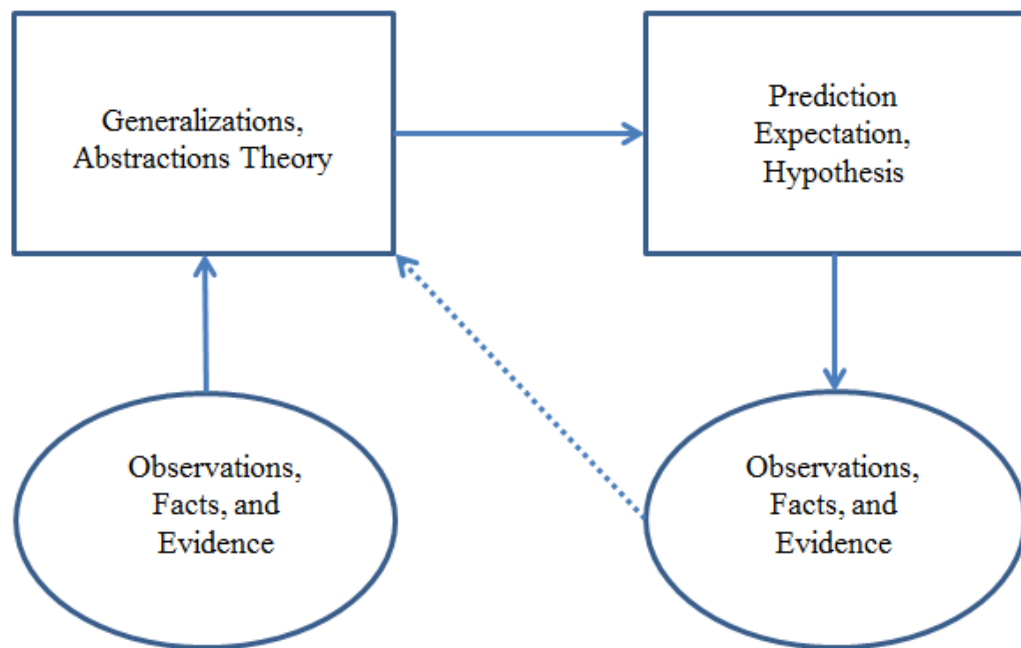 Generalizations,
Abstractions Theory
Prediction
Expectation,
Hypothesis
Observations,
Facts, and
Evidence
Observations,
Facts, and
Evidence